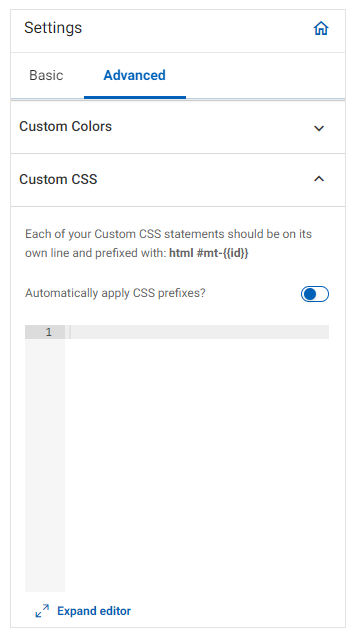 Settings
Basic Advanced
Custom Colors
Custom CSS
Each of your Custom CSS statements should be on its
own line and prefixed with: html #mt-{{id}}
Automatically apply CSS prefixes?
1
Expand editor